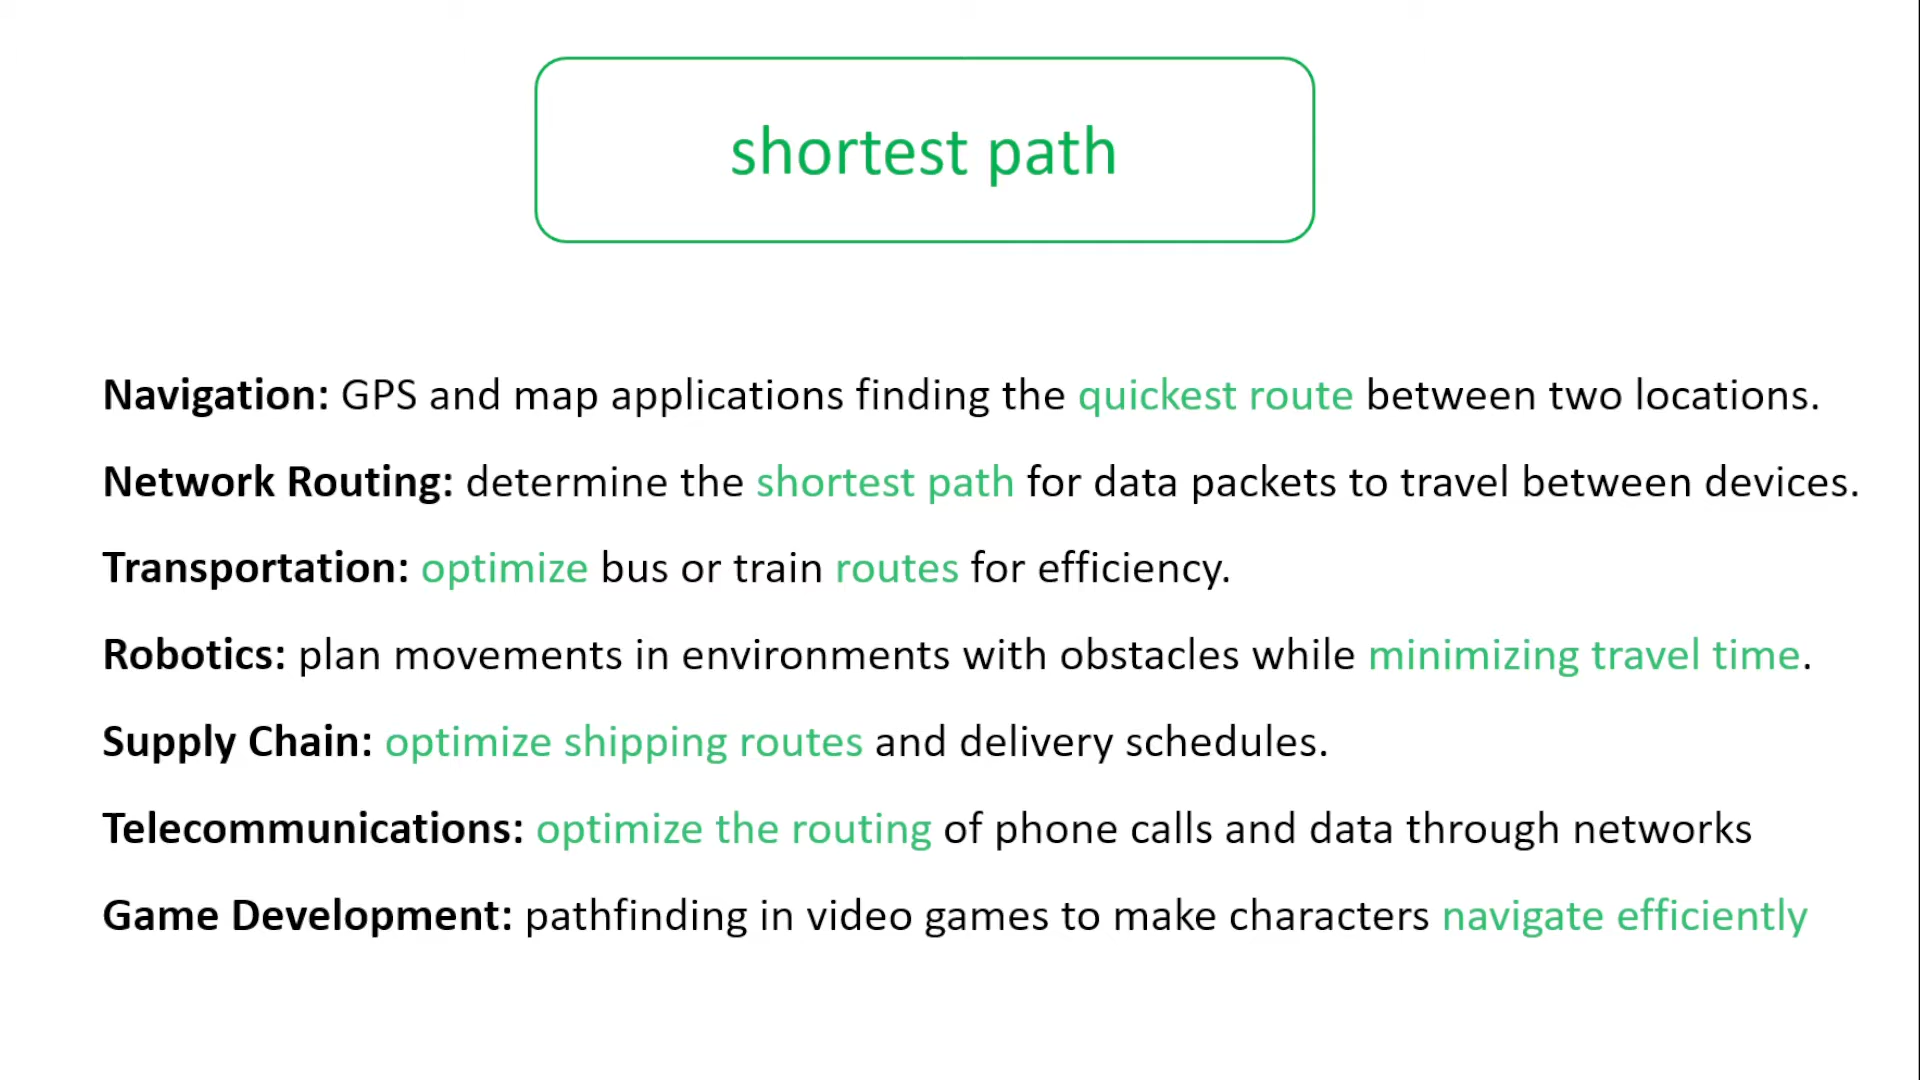 shortest path
Navigation: GPS and map applications finding the quickest route between two locations.
Network Routing: determine the shortest path for data packets to travel between devices.
Transportation: optimize bus or train routes for efficiency.
Robotics: plan movements in environments with obstacles while minimizing travel time.
Supply Chain: optimize shipping routes and delivery schedules.
Telecommunications: optimize the routing of phone calls and data through networks
Game Development: pathfinding in video games to make characters navigate efficiently